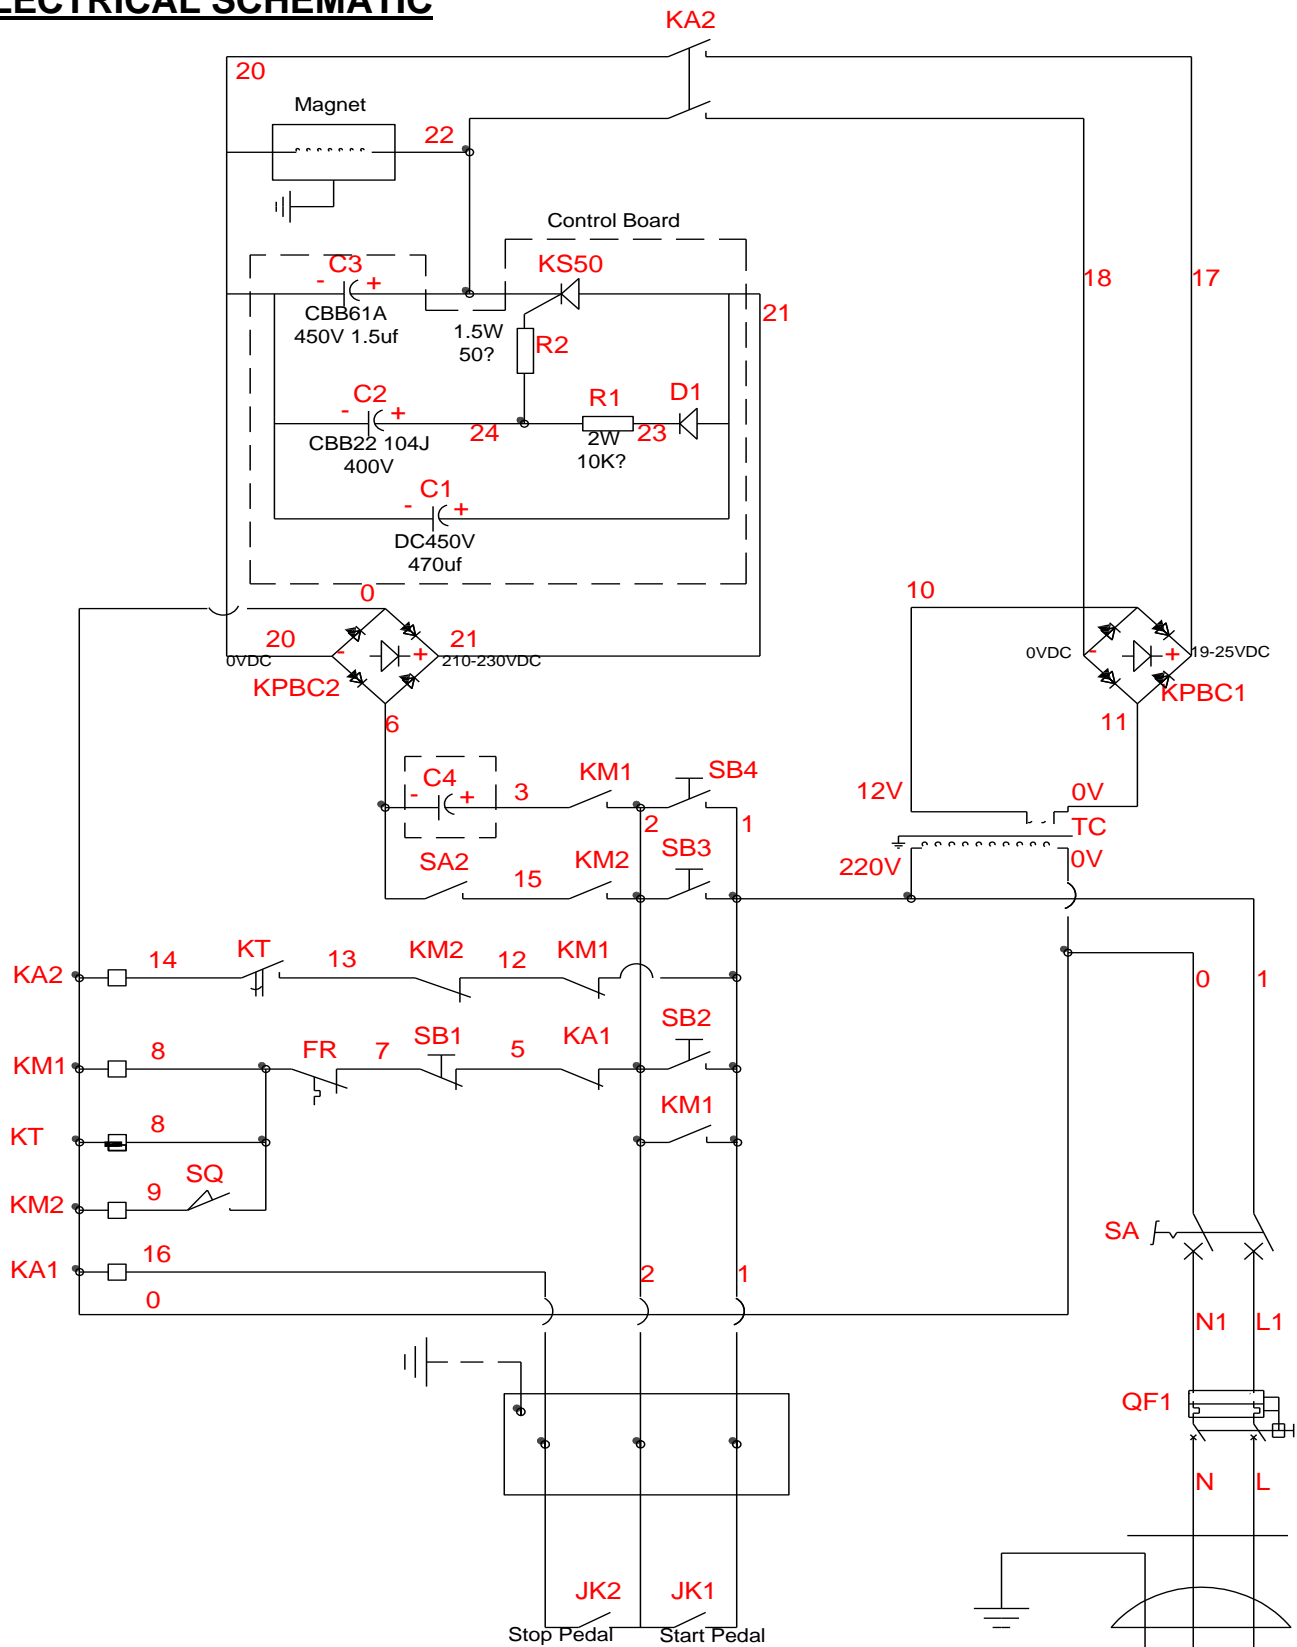 LECTRICAL SCHEMATIC
KA2
20
Magnet
22
Control Board
C3
KS50
- +
18
17
CBB61A
450V 1.5uf
1.5W
50?
R2
21
C2
R1
D1
- +
24
23
CBB22 104J
400V
2W
10K?
C1
- +
DC450V
470uf
0
10
20
21
- +
0VDC
210-230VDC
0VDC
- +
19-25VDC
KPBC2
KPBC1
6
11
C4
KM1
SB4
- +
3
12V
0V
2
1
TC
SA2
15
KM2
SB3
220V
0V
KA2
14
KT
13
KM2
12
KM1
0
1
KM1
8
FR
7
SB1
5
KA1
SB2
KT
8
KM1
KM2
9
SQ
SA
KA1
16
2
1
0
N1
L1
QF1
N
L
JK2
JK1
Stop Pedal
Start Pedal